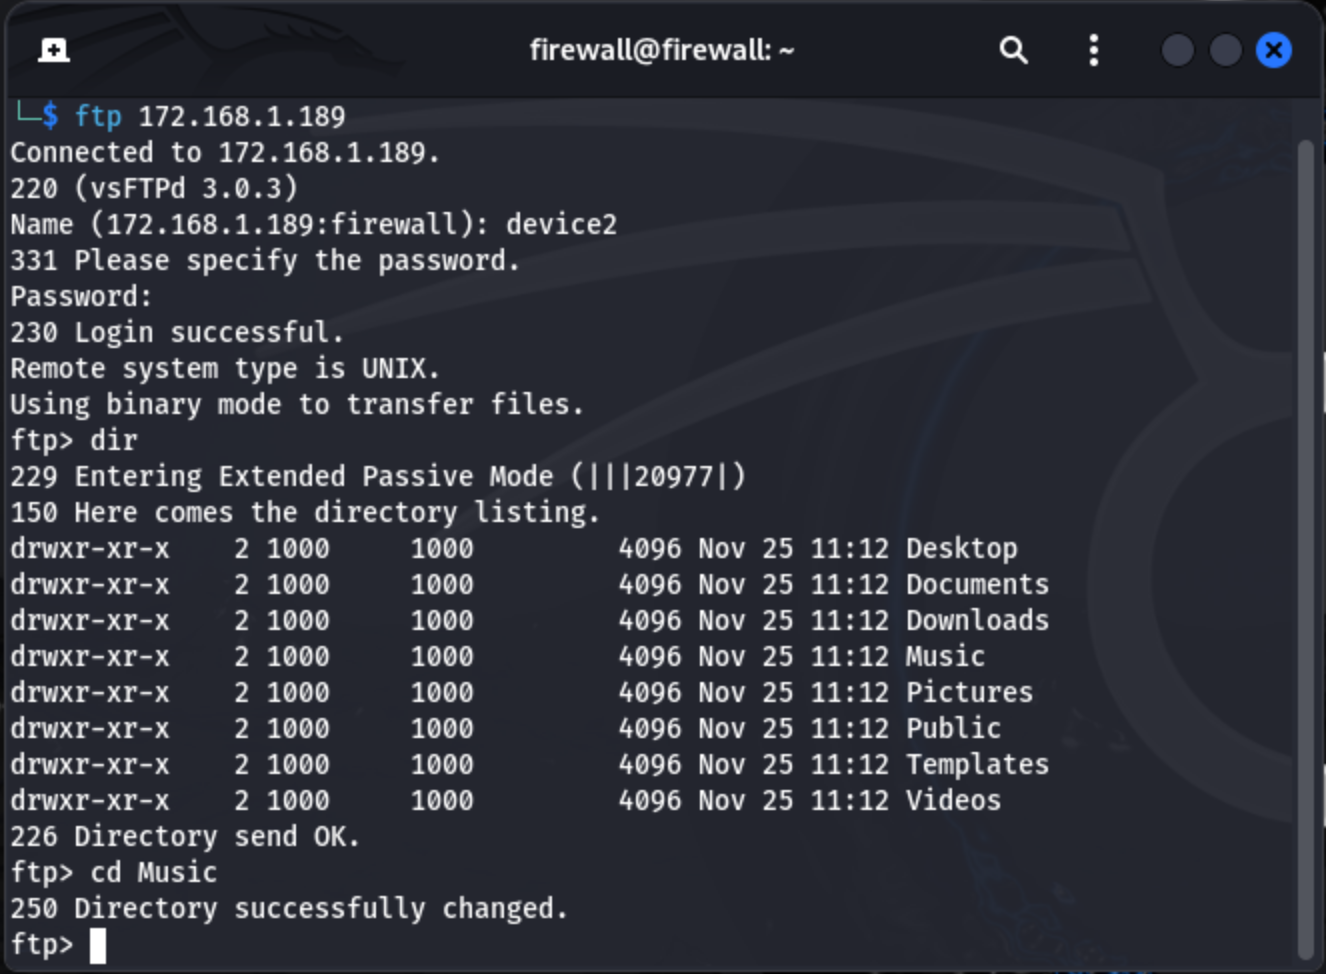 firewall@firewall: ~
└─$ ftp 172.168.1.189
Connected to 172.168.1.189.
220 (vsFTPd 3.0.3)
Name (172.168.1.189:firewall): device2
331 Please specify the password.
Password:
230 Login successful.
Remote system type is UNIX.
Using binary mode to transfer files.
ftp> dir
229 Entering Extended Passive Mode (|||20977|)
150 Here comes the directory listing.
drwxr-xr-x    2 1000     1000         4096 Nov 25 11:12 Desktop
drwxr-xr-x    2 1000     1000         4096 Nov 25 11:12 Documents
drwxr-xr-x    2 1000     1000         4096 Nov 25 11:12 Downloads
drwxr-xr-x    2 1000     1000         4096 Nov 25 11:12 Music
drwxr-xr-x    2 1000     1000         4096 Nov 25 11:12 Pictures
drwxr-xr-x    2 1000     1000         4096 Nov 25 11:12 Public
drwxr-xr-x    2 1000     1000         4096 Nov 25 11:12 Templates
drwxr-xr-x    2 1000     1000         4096 Nov 25 11:12 Videos
226 Directory send OK.
ftp> cd Music
250 Directory successfully changed.
ftp>